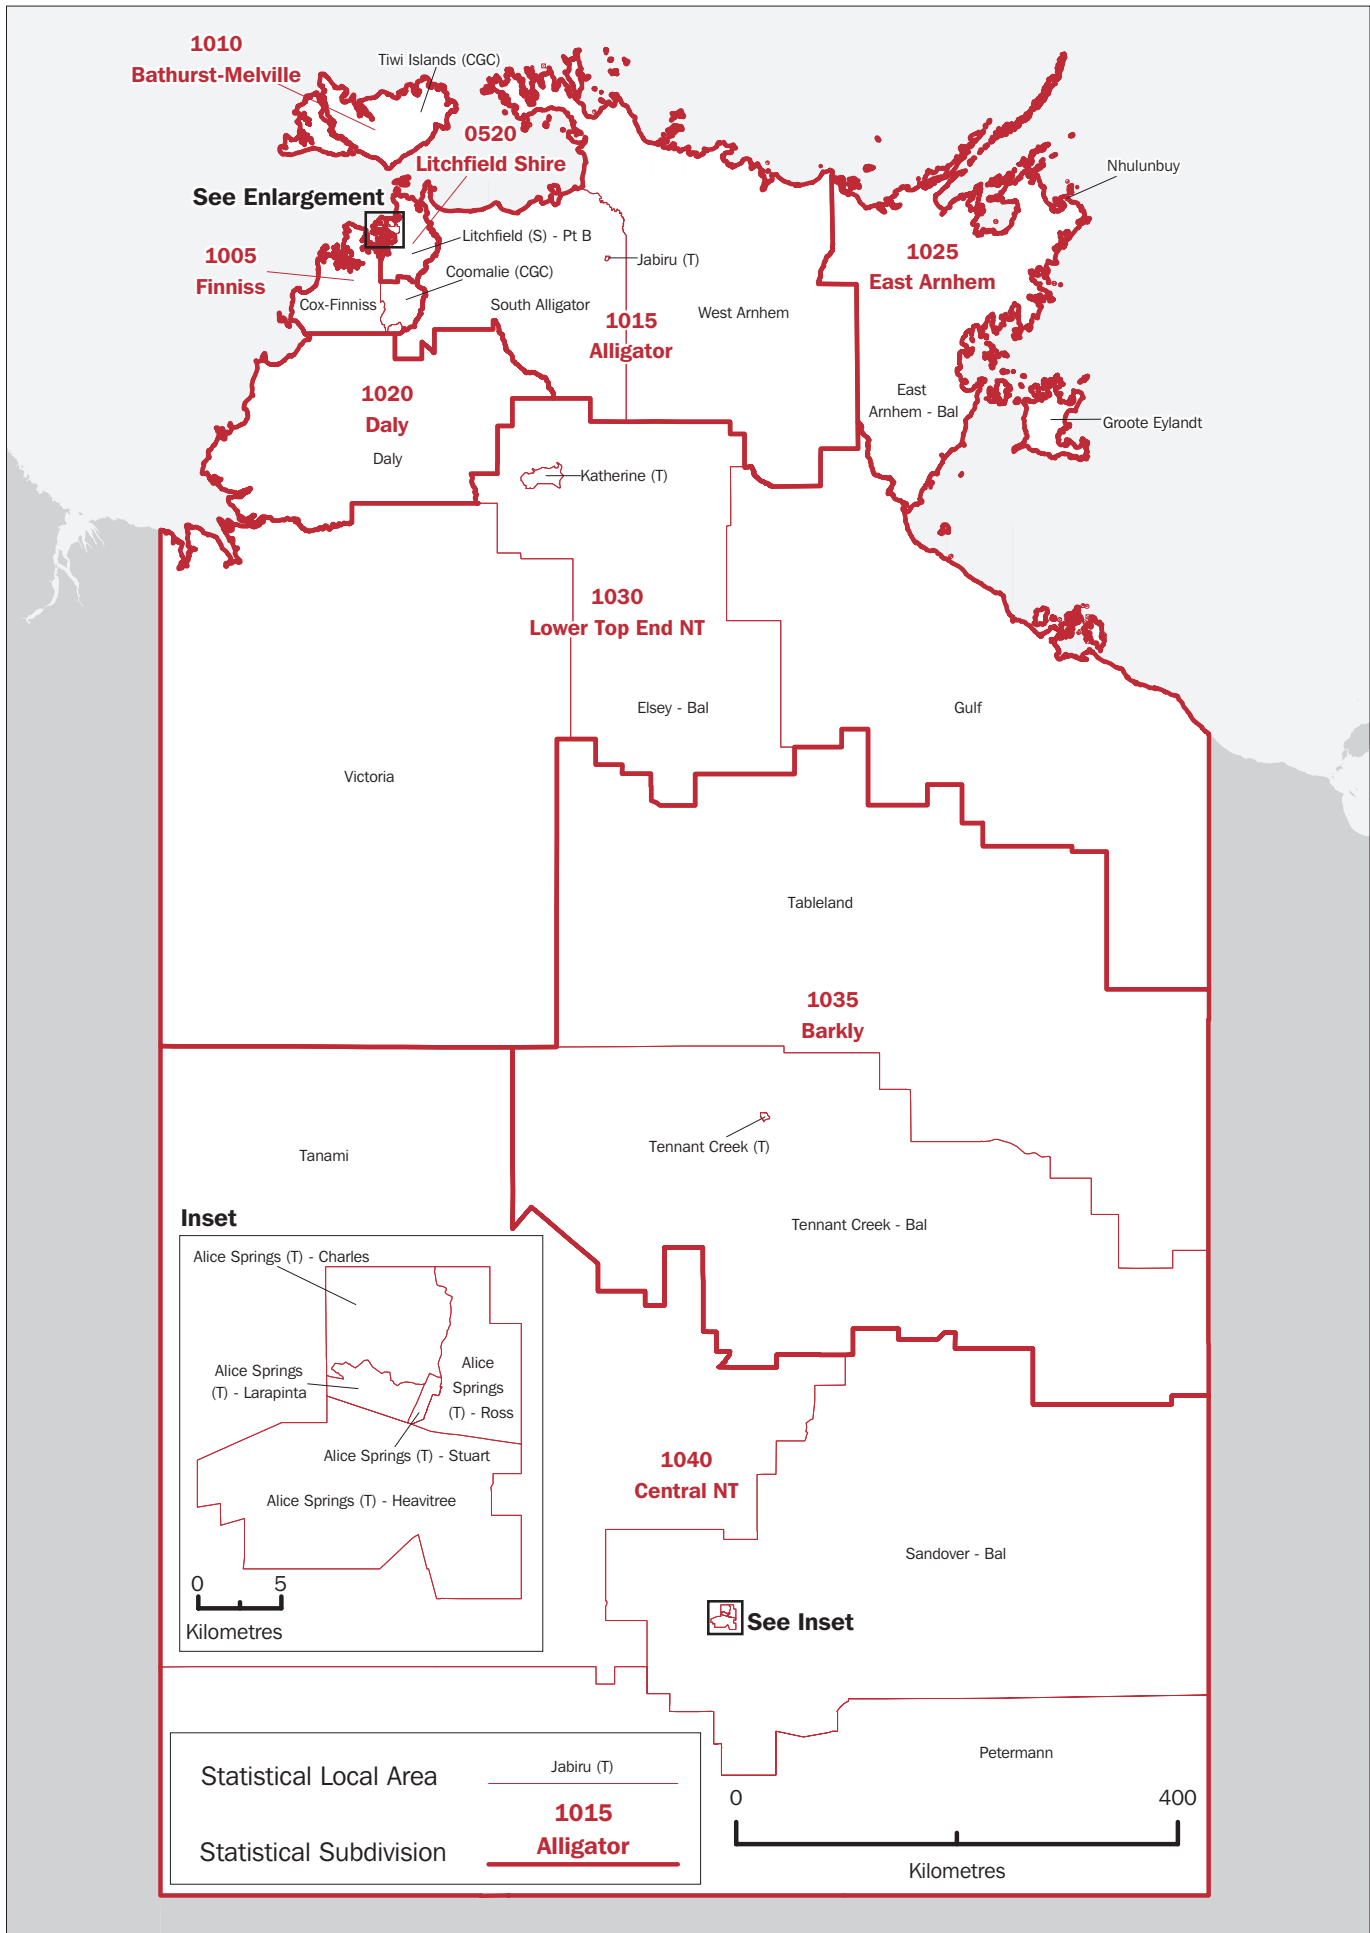 1010
Bathurst-Melville
Tiwi Islands (CGC)
0520
Litchfield Shire
See Enlargement
Nhulunbuy
Litchfield (S) - Pt B
1005
Finniss
Coomalie (CGC)
Jabiru (T)
1025
East Arnhem
Cox-Finniss
South Alligator
West Arnhem
1015
Alligator
1020
Daly
Daly
East
Arnhem - Bal
Groote Eylandt
Katherine (T)
1030
Lower Top End NT
Elsey - Bal
Gulf
Victoria
Tableland
1035
Barkly
Tennant Creek (T)
Tanami
Tennant Creek - Bal
Inset
Alice Springs (T) - Charles
Alice Springs
(T) - Larapinta
Alice
Springs
(T) - Ross
Alice Springs (T) - Stuart
Alice Springs (T) - Heavitree
0 5
Kilometres
1040
Central NT
Sandover - Bal
See Inset
Petermann
Statistical Local Area
Jabiru (T)
1015
Alligator
Statistical Subdivision
0 400
Kilometres